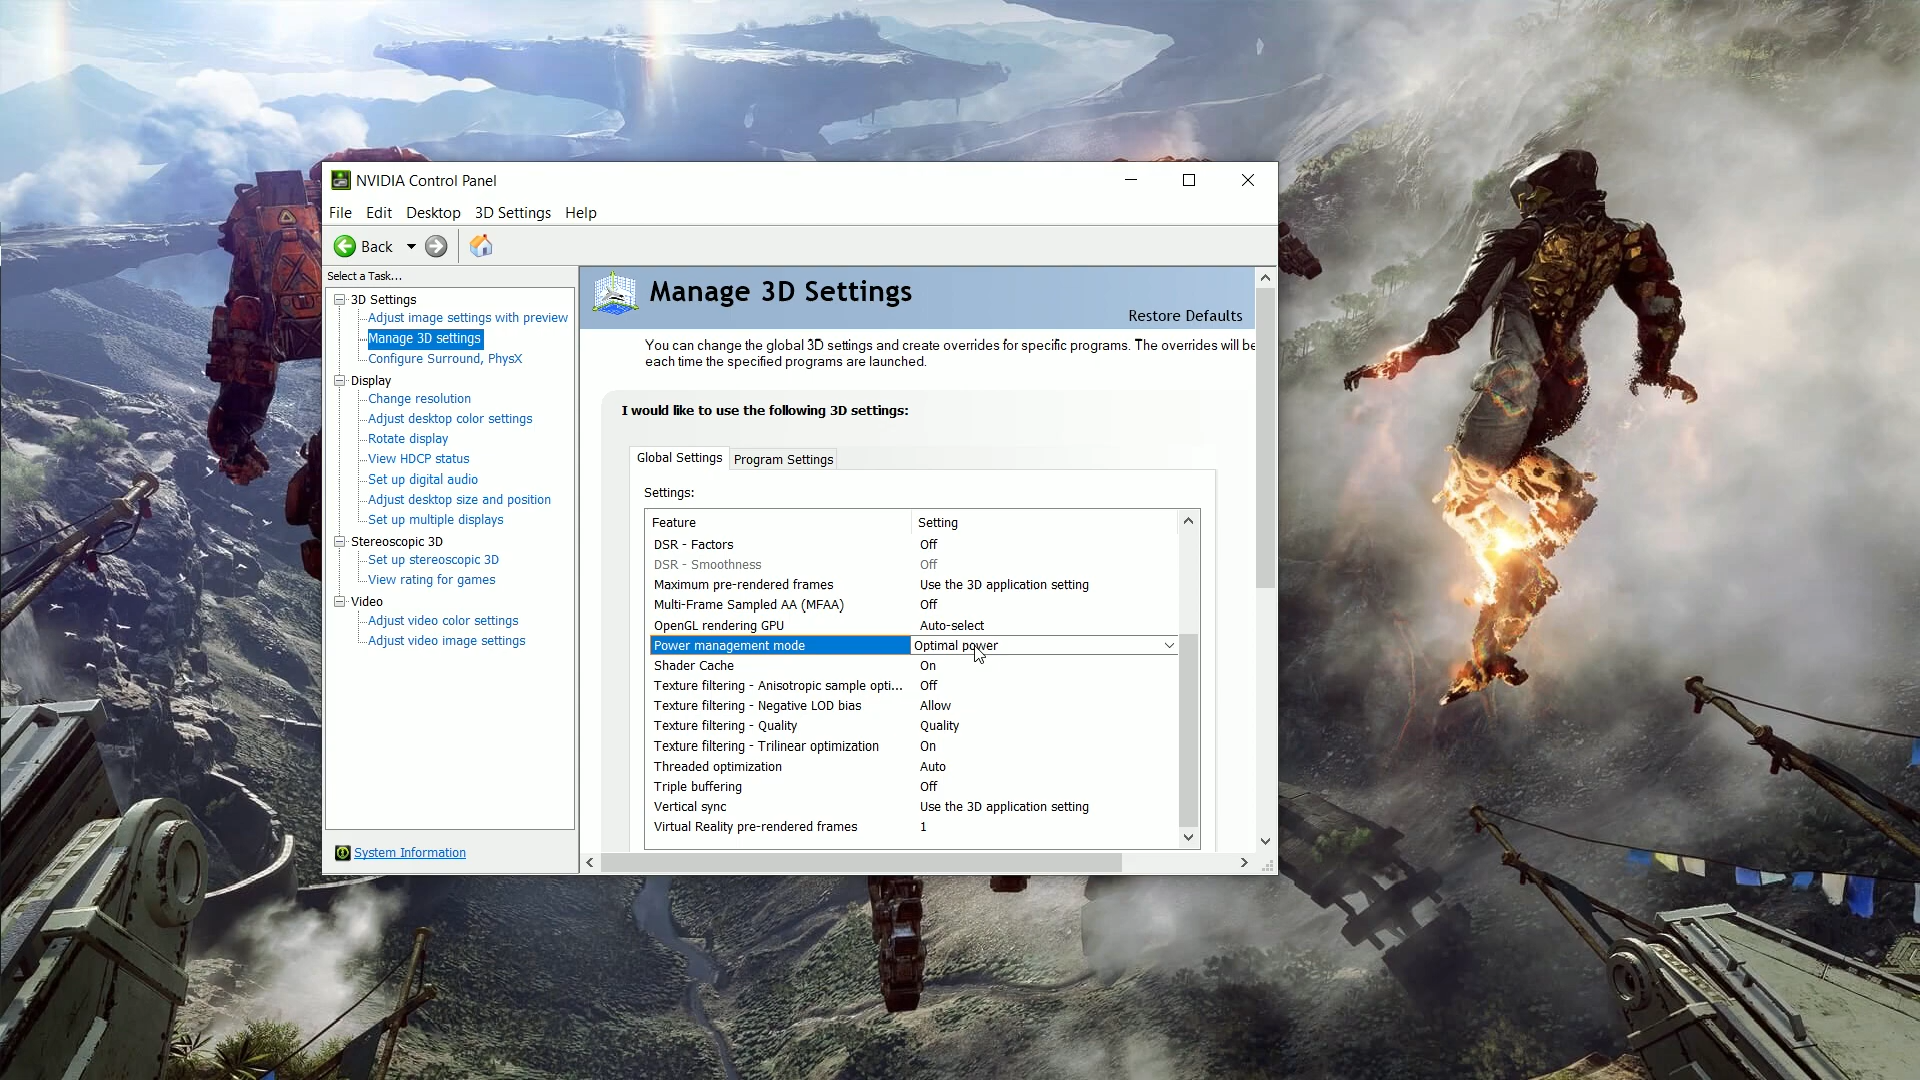 NVIDIA Control Panel
File Edit Desktop 3D Settings Help
Back
Select a Task...
3D Settings
Adjust image settings with preview
Manage 3D settings
Configure Surround, PhysX
Display
Change resolution
Adjust desktop color settings
Rotate display
View HDCP status
Set up digital audio
Adjust desktop size and position
Set up multiple displays
Stereoscopic 3D
Set up stereoscopic 3D
View rating for games
Video
Adjust video color settings
Adjust video image settings
System Information
Manage 3D Settings
Restore Defaults
You can change the global 3D settings and create overrides for specific programs. The overrides will be
each time the specified programs are launched.
I would like to use the following 3D settings:
Global Settings Program Settings
Settings:
Feature Setting
DSR - Factors Off
DSR - Smoothness Off
Maximum pre-rendered frames Use the 3D application setting
Multi-Frame Sampled AA (MFAA) Off
OpenGL rendering GPU Auto-select
Power management mode Optimal power
Shader Cache On
Texture filtering - Anisotropic sample opti... Off
Texture filtering - Negative LOD bias Allow
Texture filtering - Quality Quality
Texture filtering - Trilinear optimization On
Threaded optimization Auto
Triple buffering Off
Vertical sync Use the 3D application setting
Virtual Reality pre-rendered frames 1